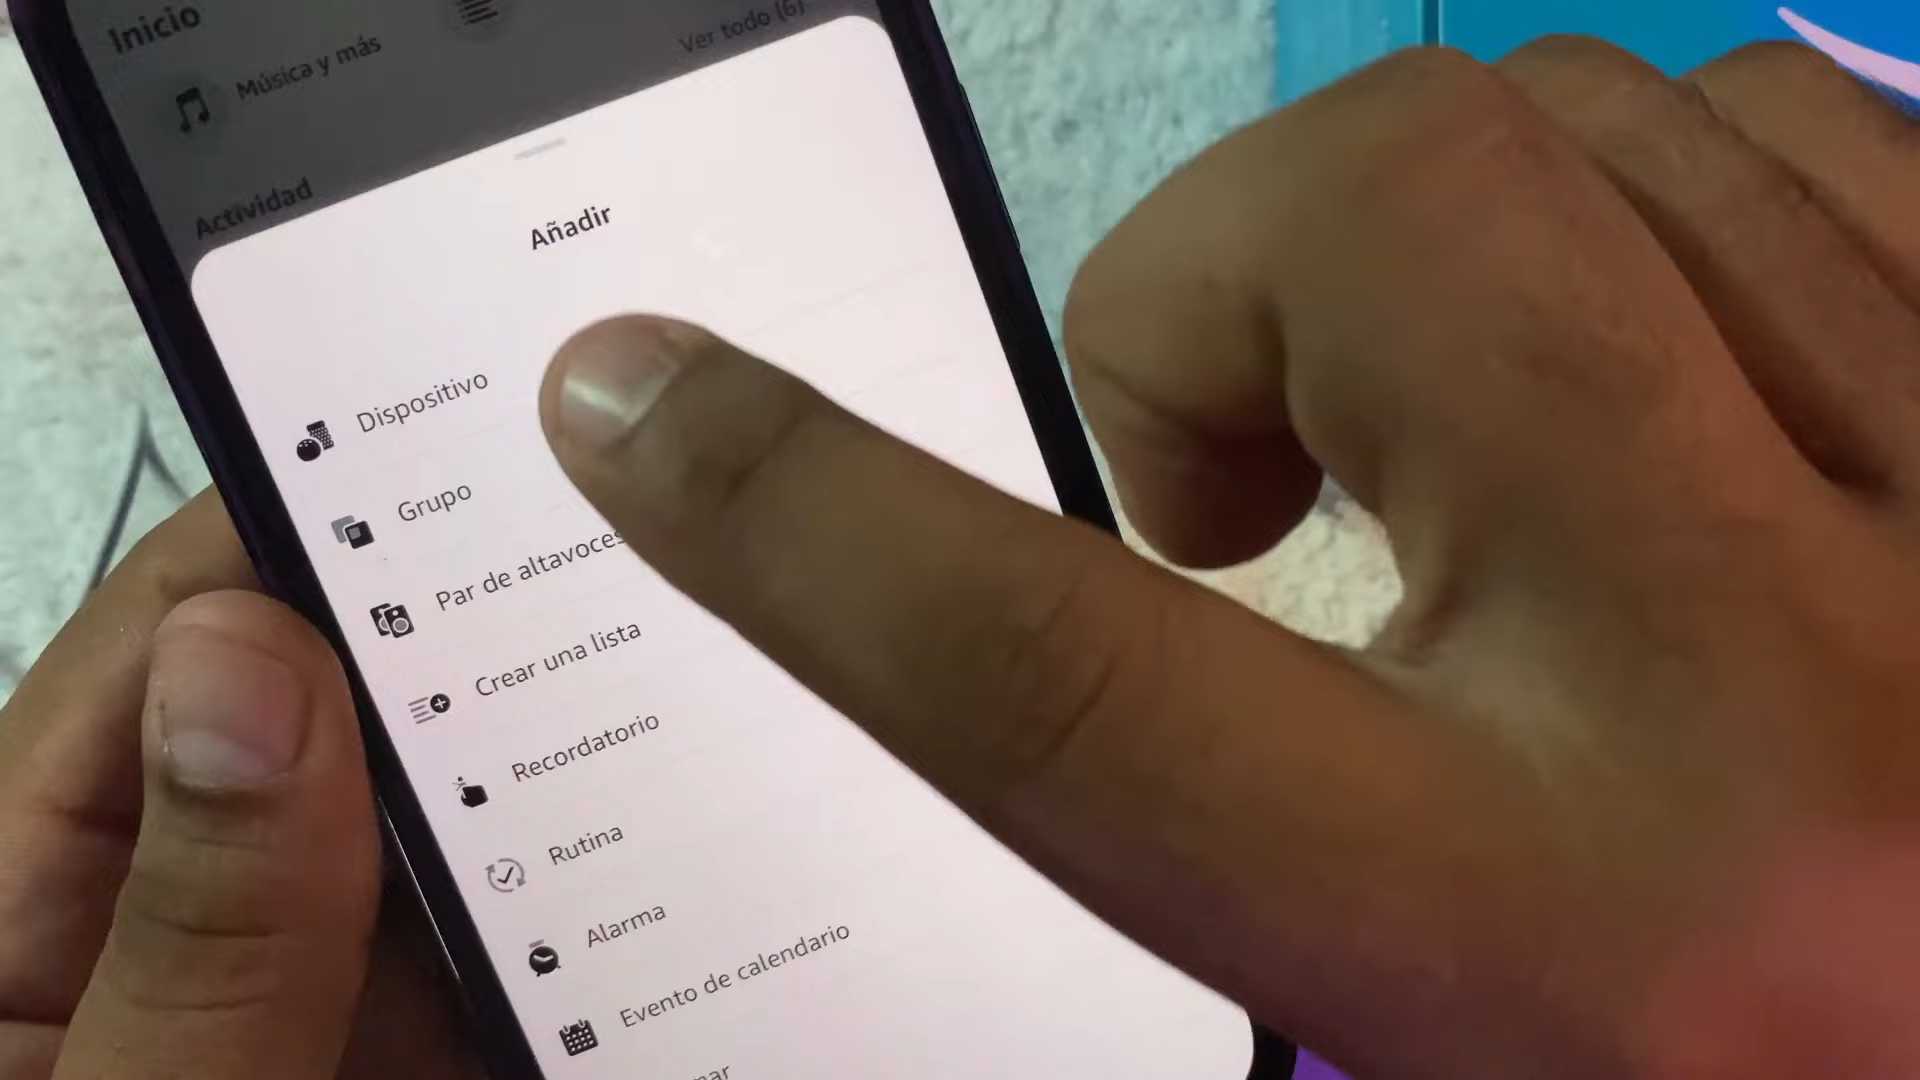 Inicio
Música y más
Ver todo (6)
Actividad
Añadir
Dispositivo
Grupo
Par de altavoces
Crear una lista
Recordatorio
Rutina
Alarma
Evento de calendario